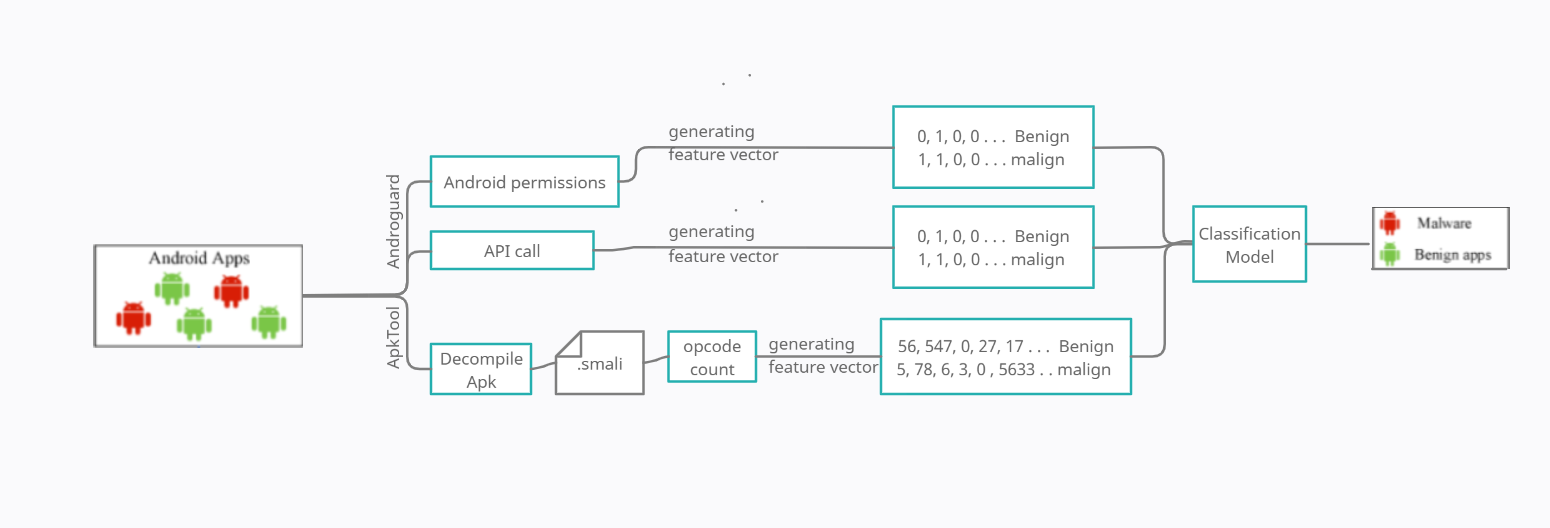 Android Apps
Androguard
ApkTool
Android permissions
generating
feature vector
0, 1, 0, 0 . . .  Benign
1, 1, 0, 0 . . . malign
API call
generating
feature vector
0, 1, 0, 0 . . .  Benign
1, 1, 0, 0 . . . malign
Decompile
Apk
.smali
opcode
count
generating
feature vector
56, 547, 0, 27, 17 . . .  Benign
5, 78, 6, 3, 0 , 5633 . . malign
Classification
Model
Malware
Benign apps